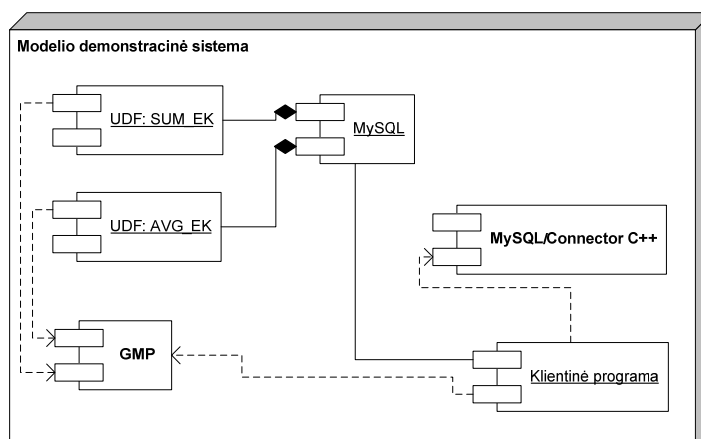 Modelio demonstracinė sistema
UDF: SUM_EK
MySQL
UDF: AVG_EK
MySQL/Connector C++
GMP
Klientinė programa